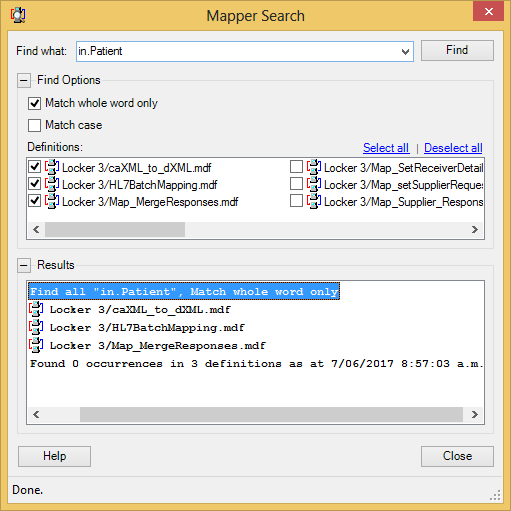 Mapper Search
Find what:
in.Patient
Find
Find Options
Match whole word only
Match case
Definitions:
Select all | Deselect all
Locker 3/caXML_to_dXML.mdf
Locker 3/HL7BatchMapping.mdf
Locker 3/Map_MergeResponses.mdf
Locker 3/Map_SetReceiverDetail
Locker 3/Map_setSupplierReques
Locker 3/Map_Supplier_Respons
Results
Find all "in.Patient", Match whole word only
Locker 3/caXML_to_dXML.mdf
Locker 3/HL7BatchMapping.mdf
Locker 3/Map_MergeResponses.mdf
Found 0 occurrences in 3 definitions as at 7/06/2017 8:57:03 a.m.
Help
Close
Done.